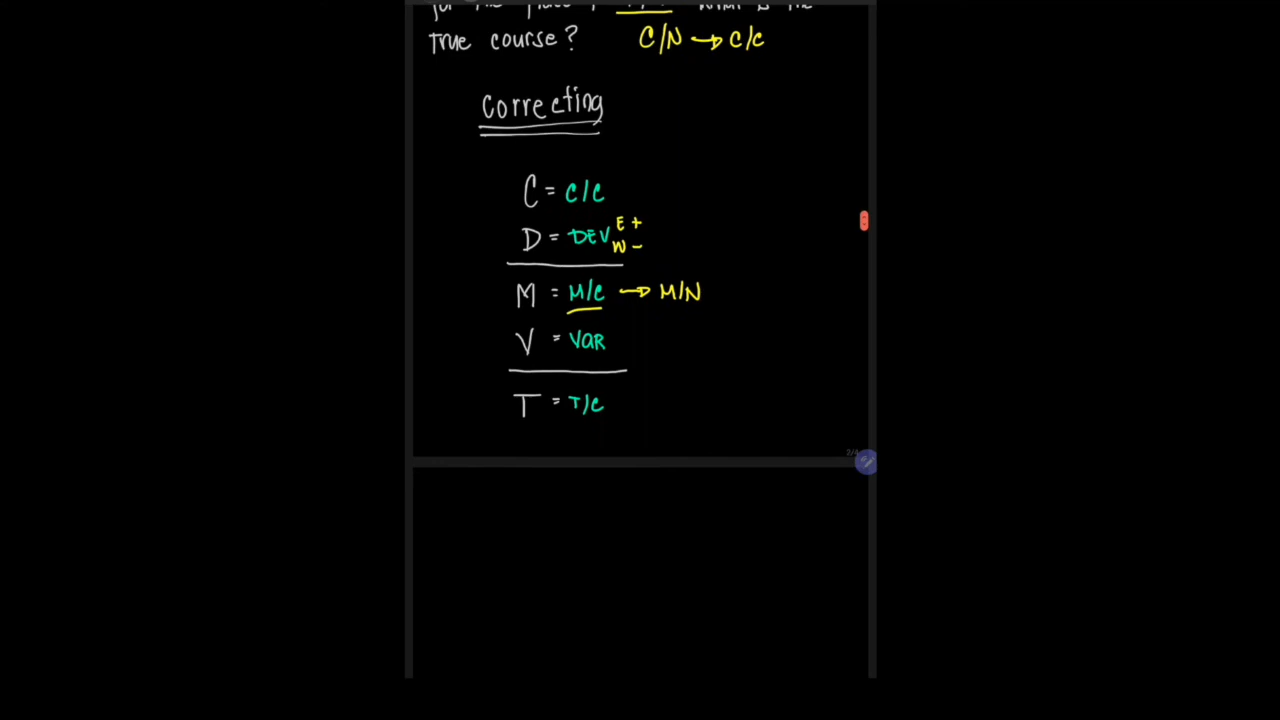 true course? C/N → C/C
Correcting
C = C/C
D = DEV E + W -
M = M/C → M/N
V = VAR
T = T/C